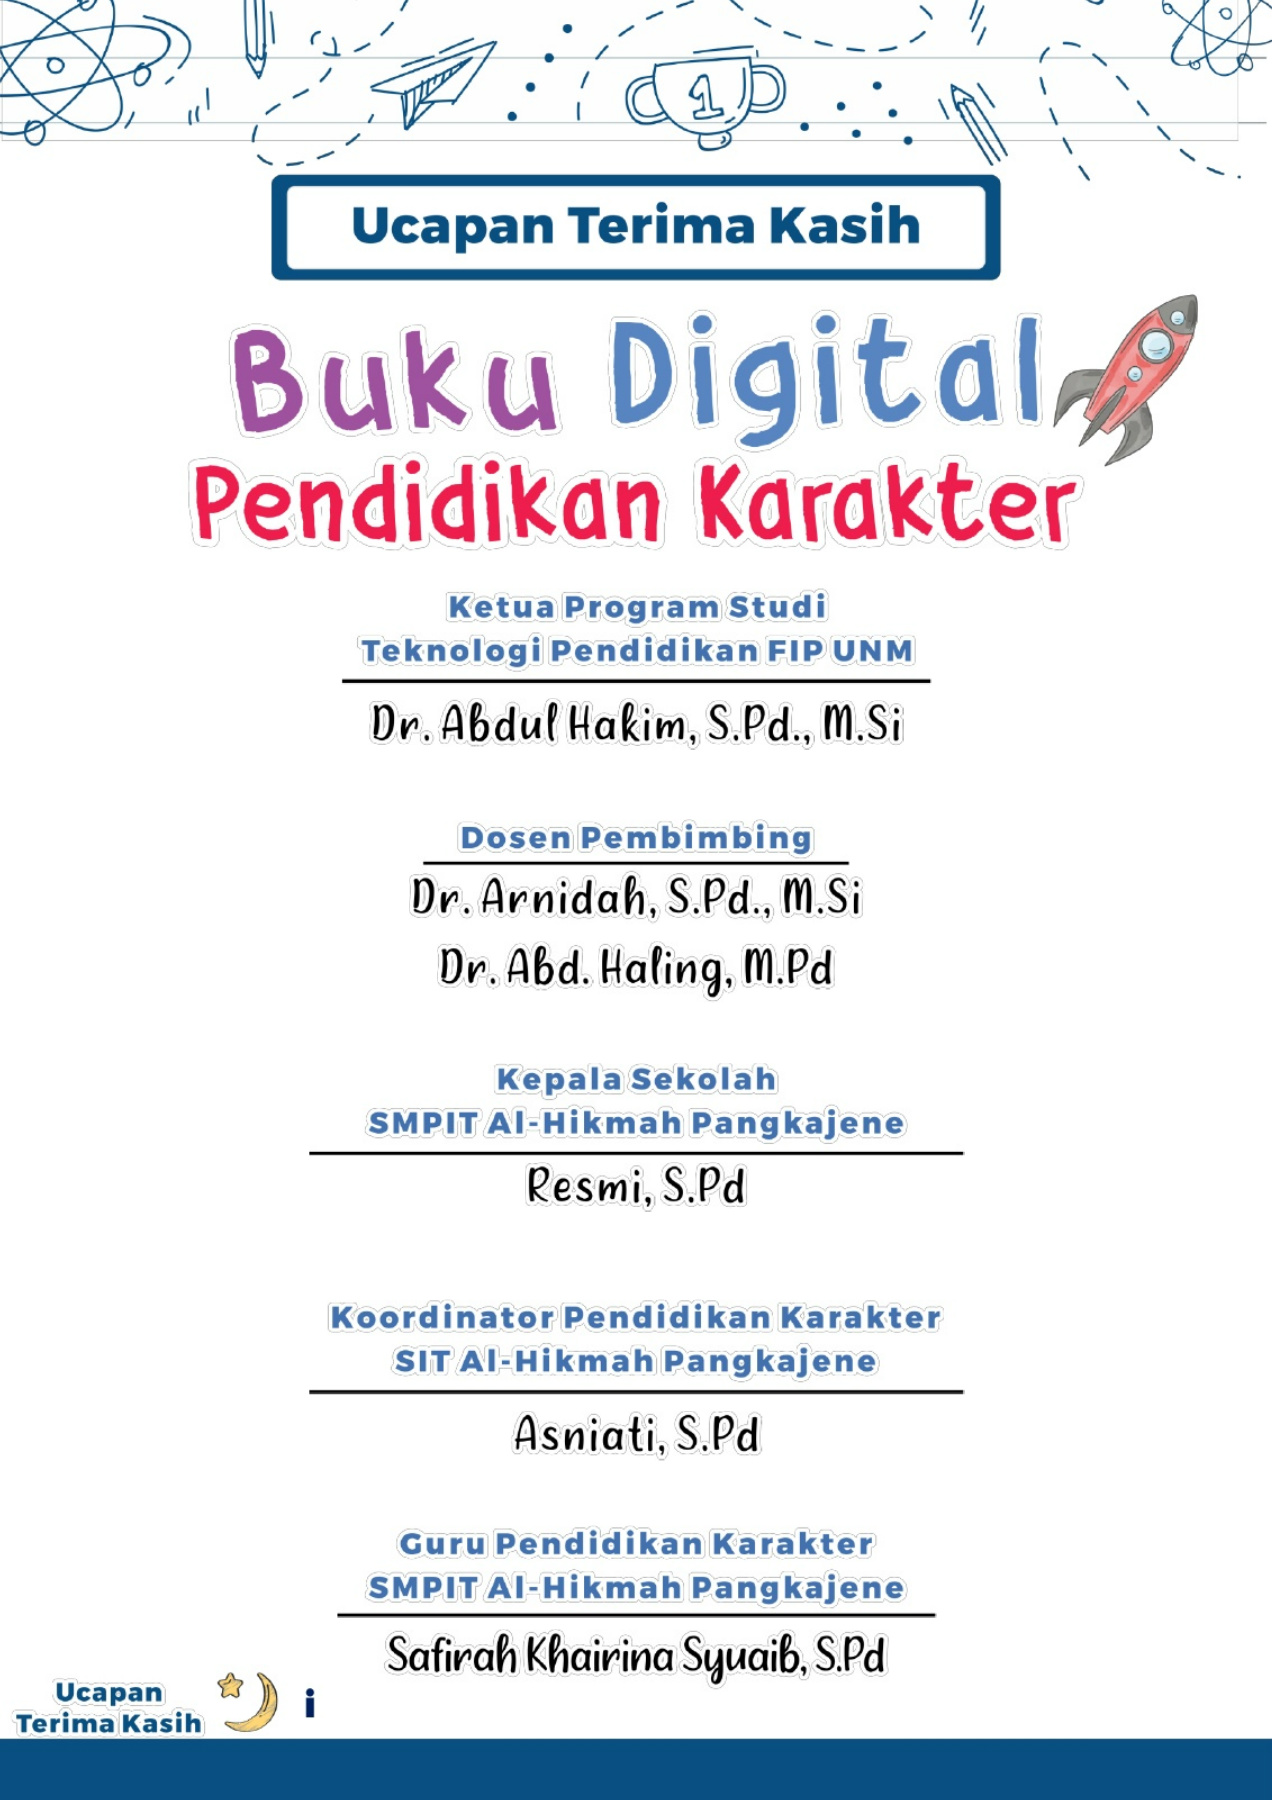 1
Ucapan Terima Kasih
Buku Digital
Pendidikan Karakter
Ketua Program Studi
Teknologi Pendidikan FIP UNM
Dr. Abdul Hakim, S.Pd., M.Si
Dosen Pembimbing
Dr. Arnidah, S.Pd., M.Si
Dr. Abd. Haling, M.Pd
Kepala Sekolah
SMPIT Al-Hikmah Pangkajene
Resmi, S.Pd
Koordinator Pendidikan Karakter
SIT Al-Hikmah Pangkajene
Asniati, S.Pd
Guru Pendidikan Karakter
SMPIT Al-Hikmah Pangkajene
Safirah Khairina Syuaib, S.Pd
Ucapan
Terima Kasih
i